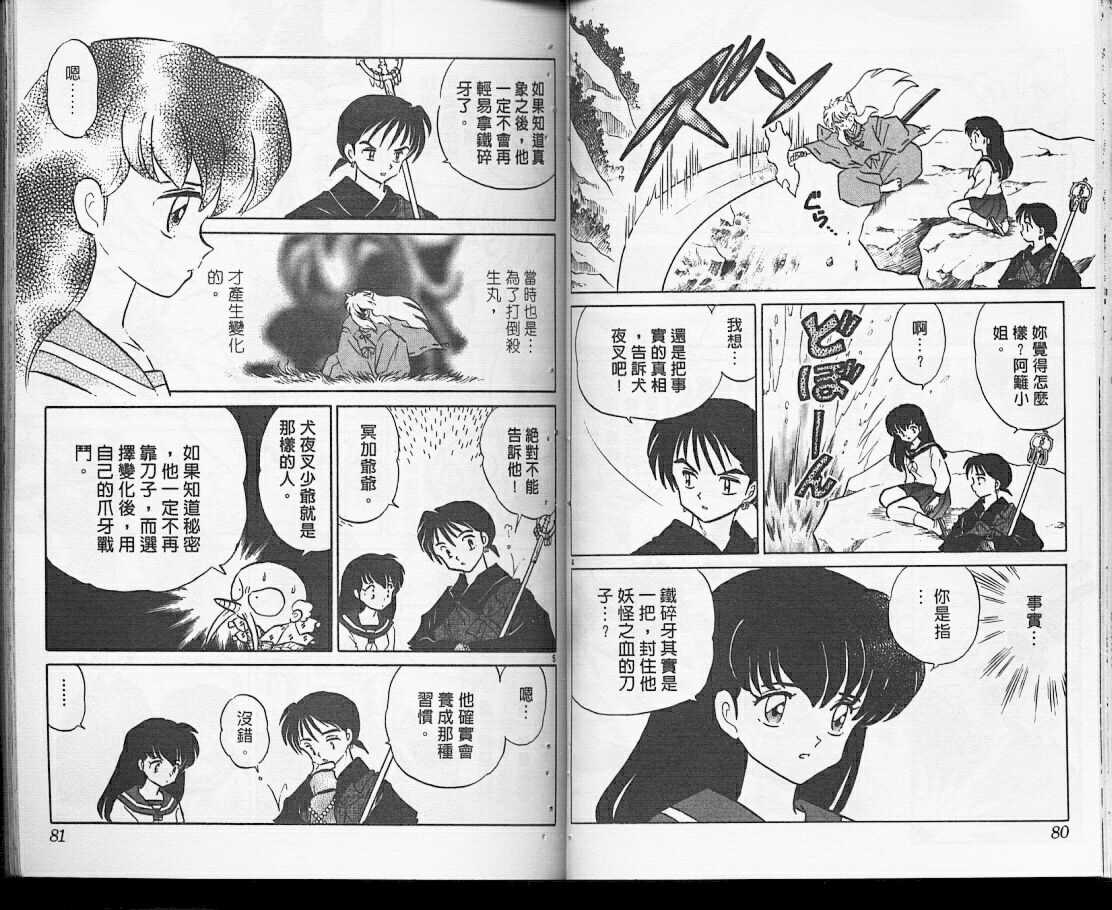 ズズズ
ぐらっ…
妳覺得怎麼
樣？阿籬小
姐。
啊…？
どぼーん
我想…
還是把事
實的真相
，告訴犬
夜叉吧！
事實…
你是指
…
鐵碎牙其實是
一把，封住他
妖怪之血的刀
子…？
80
如果知道真
象之後，他
一定不會再
輕易拿鐵碎
牙了。
嗯……
當時也是…
為了打倒殺
生丸，
才產生變化
的。
絕對不能
告訴他！
冥加爺爺。
犬夜叉少爺就是
那樣的人。
如果知道秘密
，他一定不再
靠刀子，而選
擇變化後，用
自己的爪牙戰
鬥。
嗯…
他確實會
養成那種
習慣。
沒錯。
……
81